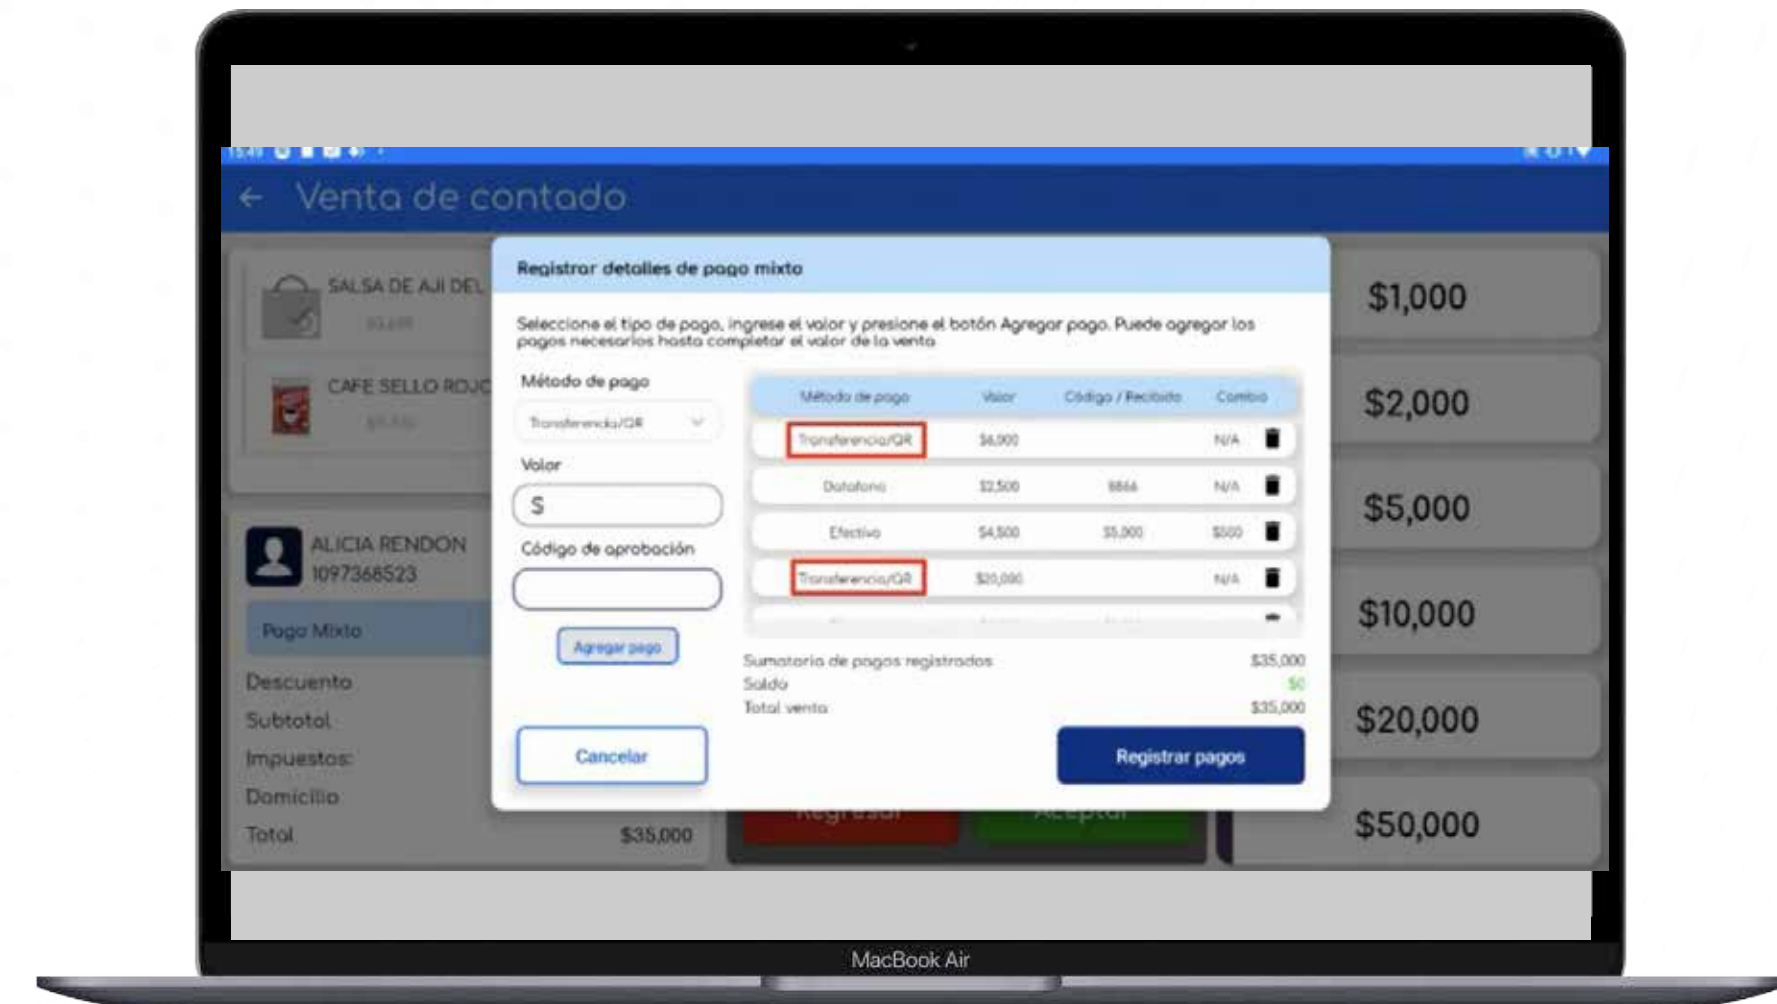 15:49
← Venta de contado
SALSA DE AJI DEL
CAFE SELLO ROJO
ALICIA RENDON
1097368523
Pago Mixto
Descuento
Subtotal
Impuestos:
Domicilio
Total $35,000
Registrar detalles de pago mixto
Seleccione el tipo de pago, ingrese el valor y presione el botón Agregar pago. Puede agregar los
pagos necesarios hasta completar el valor de la venta
Método de pago
Transferencia/QR
Valor
$
Código de aprobación
Agregar pago
Cancelar
Método de pago Valor Código / Recibido Cambio
Transferencia/QR $6,000 N/A
Datafono $2,500 8866 N/A
Efectivo $4,500 $5,000 $500
Transferencia/QR $20,000 N/A
Sumatoria de pagos registrados $35,000
Saldo $0
Total venta $35,000
Registrar pagos
Regresar Aceptar
$1,000
$2,000
$5,000
$10,000
$20,000
$50,000
MacBook Air